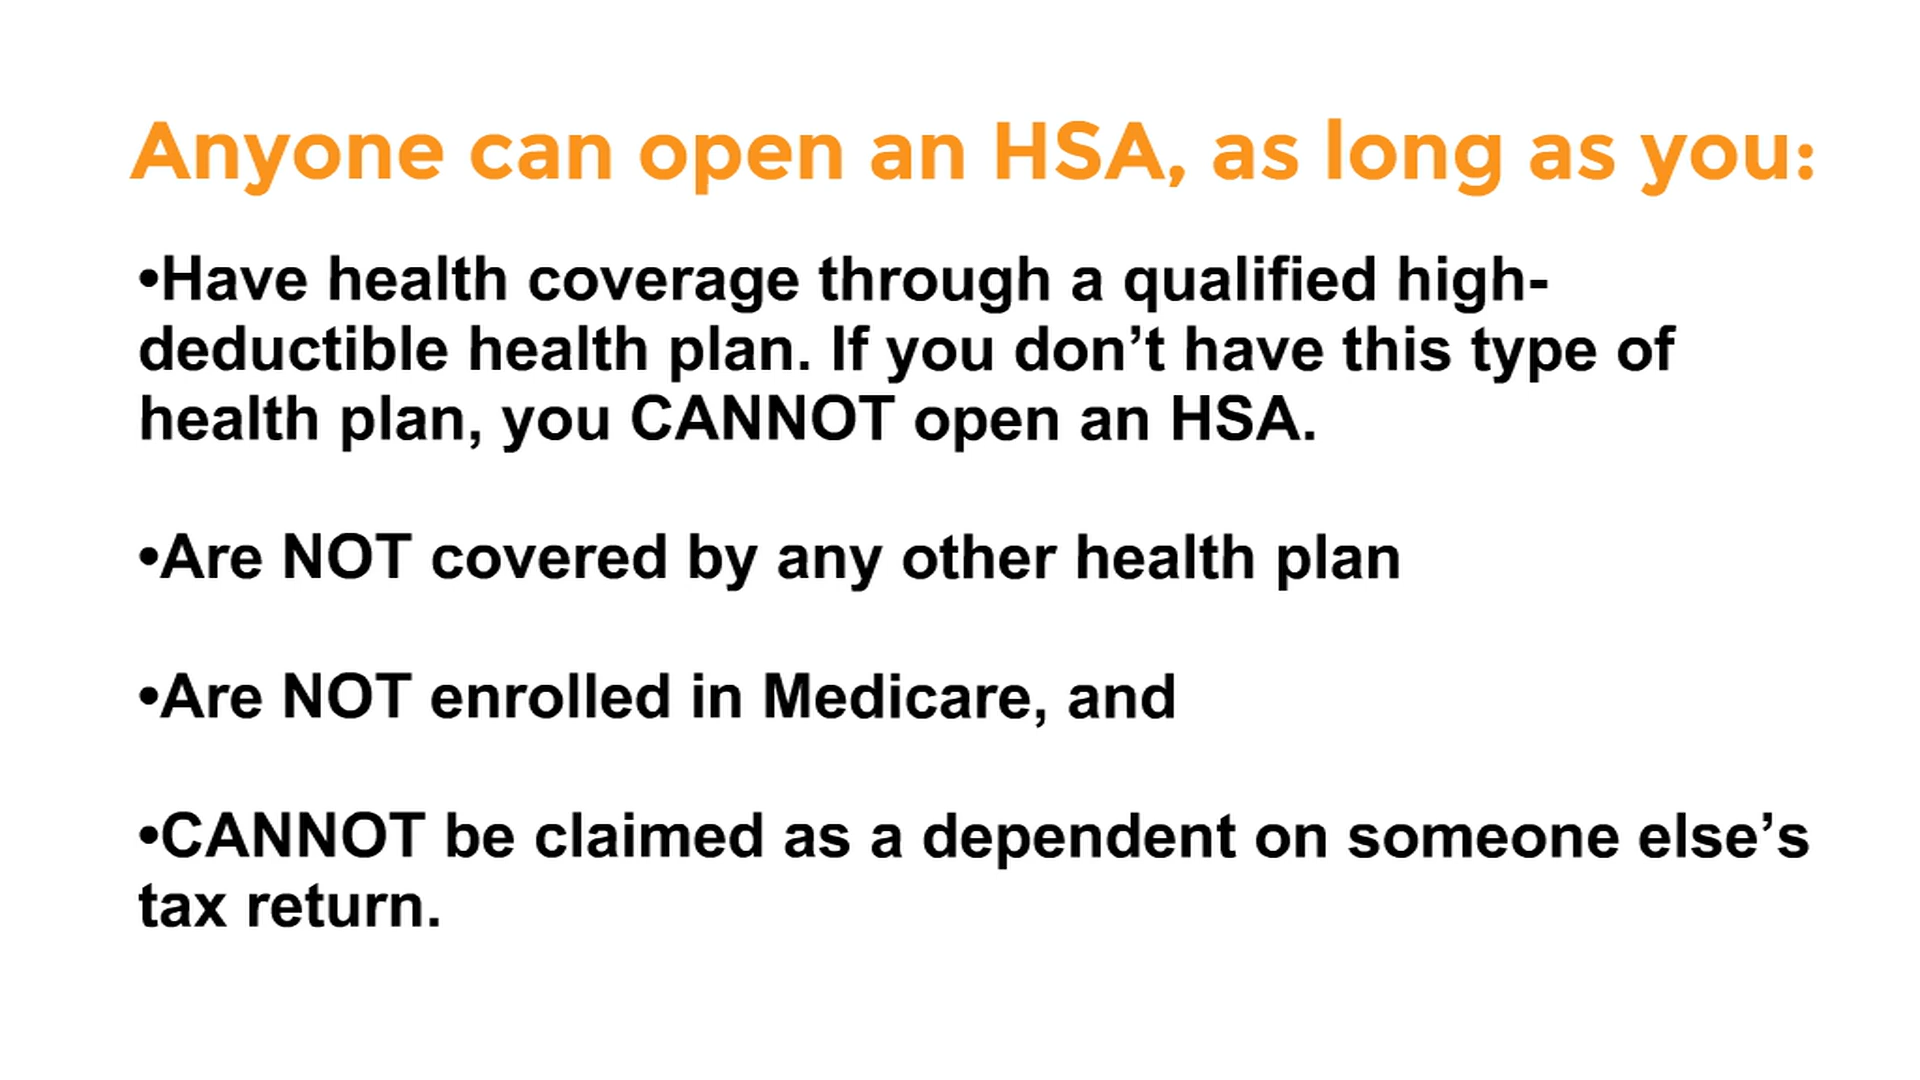 Anyone can open an HSA, as long as you:
•Have health coverage through a qualified high-
deductible health plan. If you don’t have this type of
health plan, you CANNOT open an HSA.
•Are NOT covered by any other health plan
•Are NOT enrolled in Medicare, and
•CANNOT be claimed as a dependent on someone else’s
tax return.